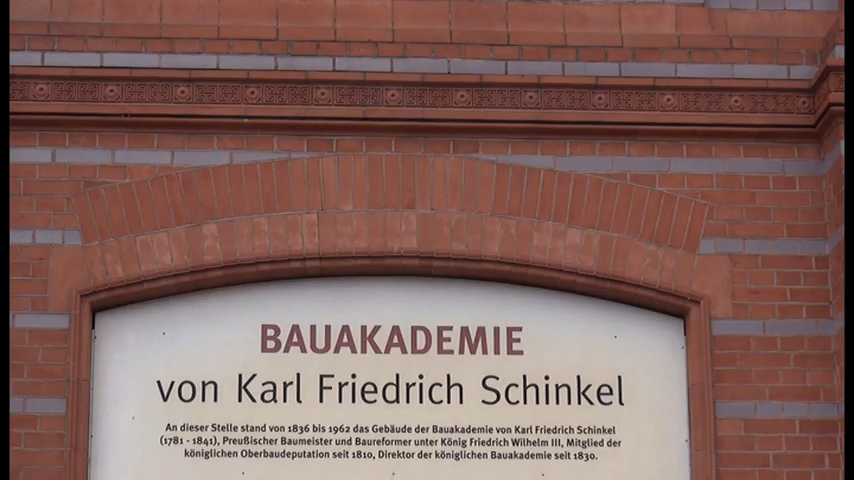 BAUAKADEMIE
von Karl Friedrich Schinkel
An dieser Stelle stand von 1836 bis 1962 das Gebäude der Bauakademie von Karl Friedrich Schinkel
(1781 - 1841), Preußischer Baumeister und Baureformer unter König Friedrich Wilhelm III, Mitglied der
königlichen Oberbaudeputation seit 1810, Direktor der königlichen Bauakademie seit 1830.